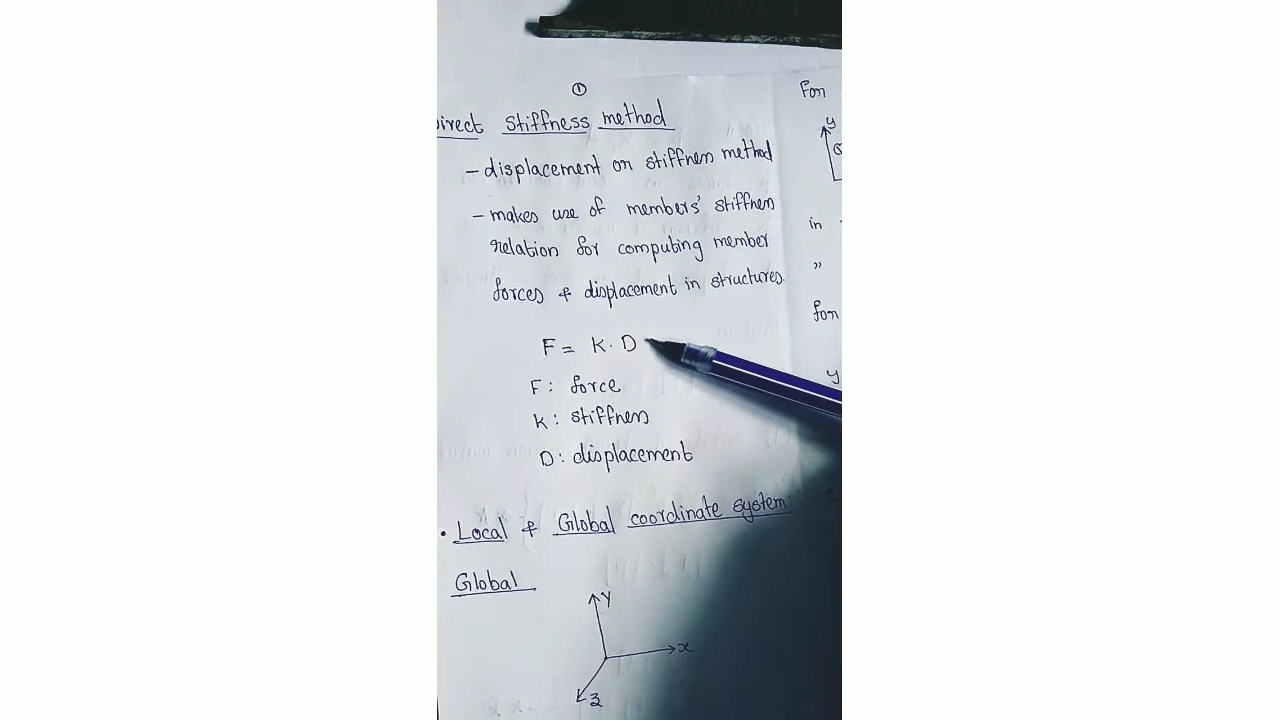 ①
Direct stiffness method
- displacement or stiffness method
- makes use of members' stiffness
relation for computing member
forces & displacement in structures.
F = K. D
F: force
K: stiffness
D: displacement
• Local & Global coordinate system:
Global
y
x
z
For
y
in
"
for
y